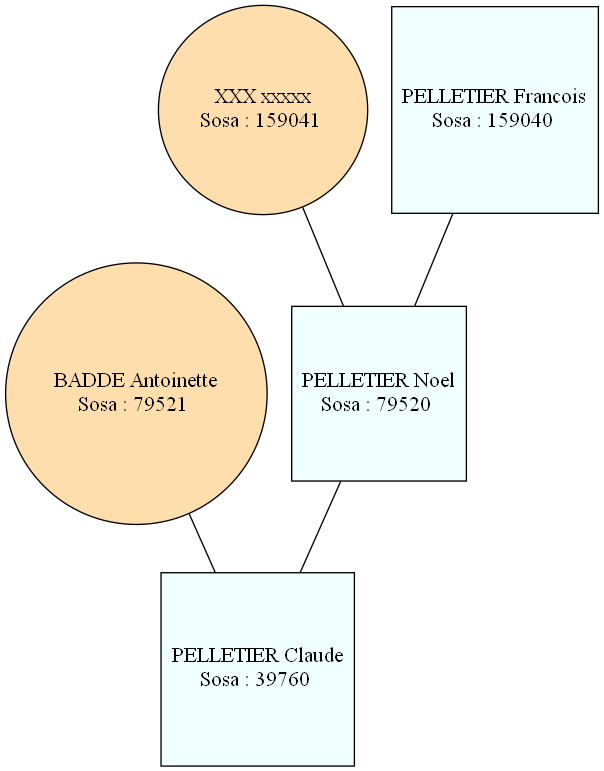 XXX xxxxx
Sosa : 159041
PELLETIER Francois
Sosa : 159040
BADDE Antoinette
Sosa : 79521
PELLETIER Noel
Sosa : 79520
PELLETIER Claude
Sosa : 39760